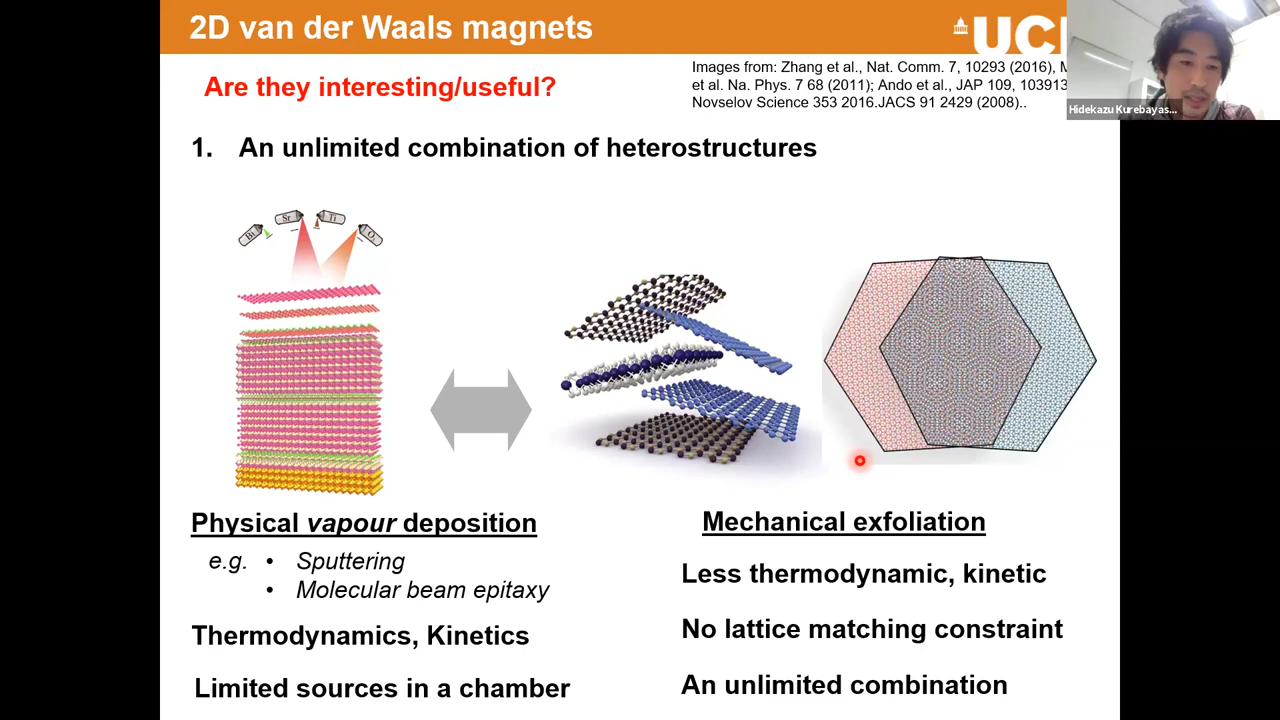 2D van der Waals magnets
UCL
Are they interesting/useful?
Images from: Zhang et al., Nat. Comm. 7, 10293 (2016), M
et al. Na. Phys. 7 68 (2011); Ando et al., JAP 109, 103913
Novselov Science 353 2016.JACS 91 2429 (2008)..
Hidekazu Kurebayas...
1. An unlimited combination of heterostructures
Bi Sr Ti O₃
Physical vapour deposition
e.g. • Sputtering
• Molecular beam epitaxy
Thermodynamics, Kinetics
Limited sources in a chamber
Mechanical exfoliation
Less thermodynamic, kinetic
No lattice matching constraint
An unlimited combination